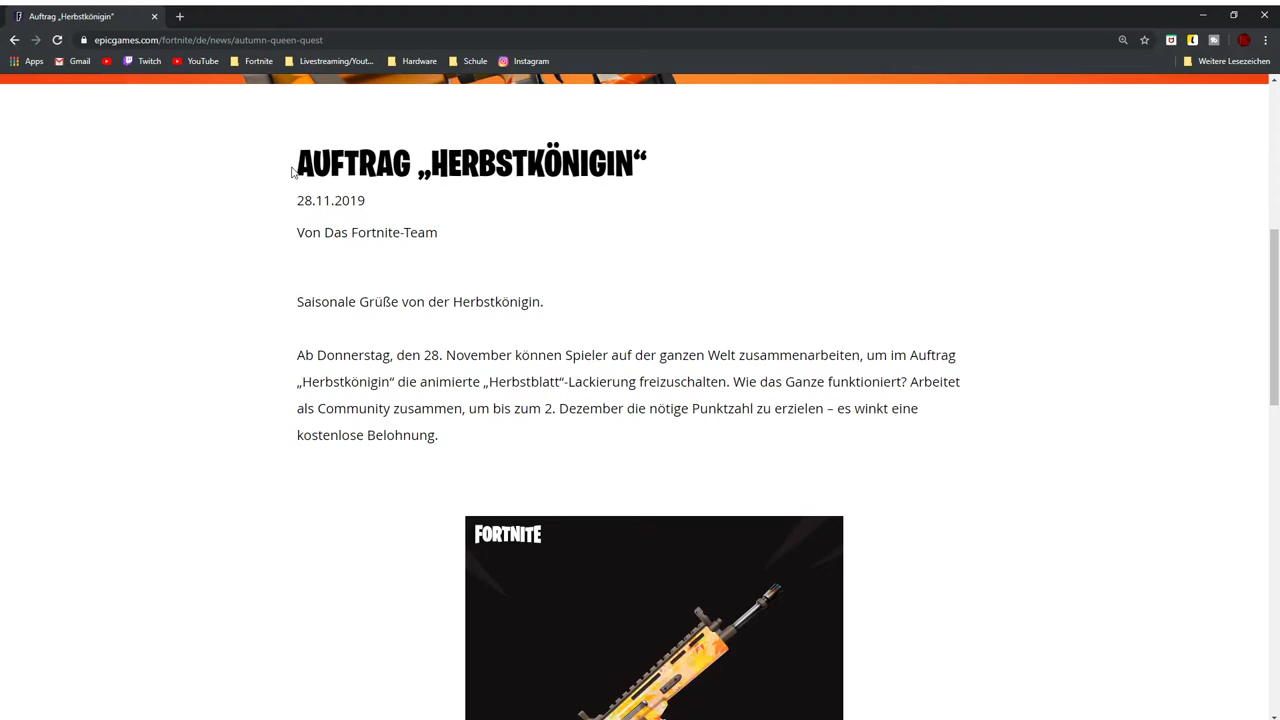 Auftrag „Herbstkönigin"
epicgames.com/fortnite/de/news/autumn-queen-quest
Apps Gmail Twitch YouTube Fortnite Livestreaming/Yout... Hardware Schule Instagram Weitere Lesezeichen
AUFTRAG „HERBSTKÖNIGIN“
28.11.2019
Von Das Fortnite-Team
Saisonale Grüße von der Herbstkönigin.
Ab Donnerstag, den 28. November können Spieler auf der ganzen Welt zusammenarbeiten, um im Auftrag
„Herbstkönigin“ die animierte „Herbstblatt“-Lackierung freizuschalten. Wie das Ganze funktioniert? Arbeitet
als Community zusammen, um bis zum 2. Dezember die nötige Punktzahl zu erzielen – es winkt eine
kostenlose Belohnung.
FORTNITE